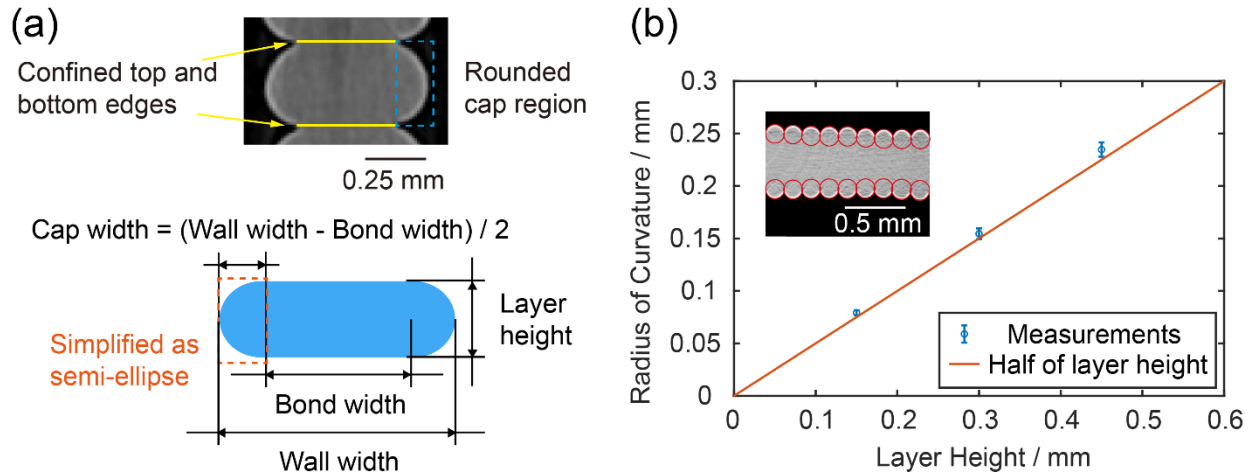 (a)
Confined top and
bottom edges
Rounded
cap region
0.25 mm
Cap width = (Wall width - Bond width) / 2
Layer
height
Simplified as
semi-ellipse
Bond width
Wall width
(b)
0.3
0.25
0.2
0.15
0.1
0.05
0
Radius of Curvature / mm
0.5 mm
Measurements
Half of layer height
0
0.1
0.2
0.3
0.4
0.5
0.6
Layer Height / mm